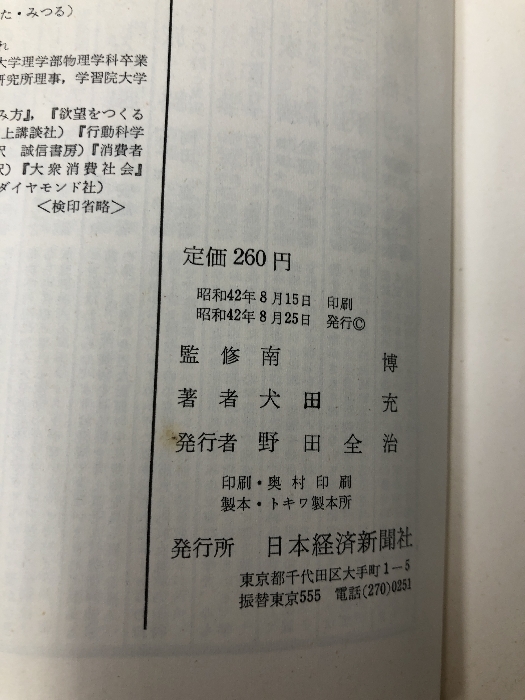 た・みつる）
れ
大学理学部物理学科卒業
研究所理事，学習院大学
み方』，『欲望をつくる
上講談社）『行動科学
訳　誠信書房）『消費者
訳）『大衆消費社会』
ダイヤモンド社）
＜検印省略＞
定価 260円
昭和42年8月15日　印刷
昭和42年8月25日　発行©
監修　南　博
著者　犬田　充
発行者　野田全治
印刷・奥村印刷
製本・トキワ製本所
発行所　日本経済新聞社
東京都千代田区大手町1－5
振替東京555　電話(270)0251